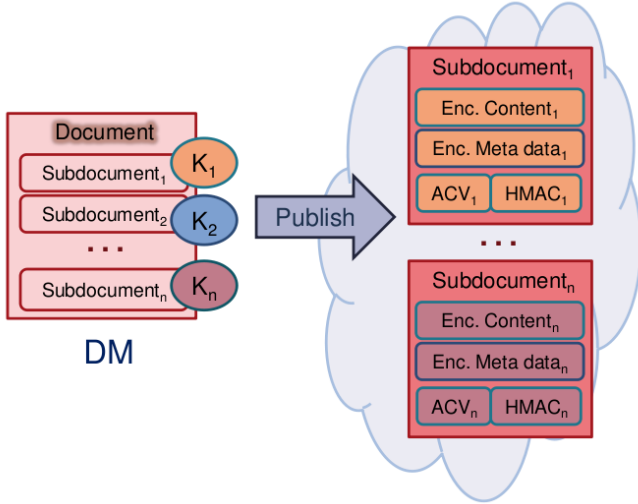 Document
Subdocument₁
K₁
Subdocument₂
K₂
...
Subdocumentₙ
Kₙ
DM
Publish
Subdocument₁
Enc. Content₁
Enc. Meta data₁
ACV₁ HMAC₁
...
Subdocumentₙ
Enc. Contentₙ
Enc. Meta dataₙ
ACVₙ HMACₙ